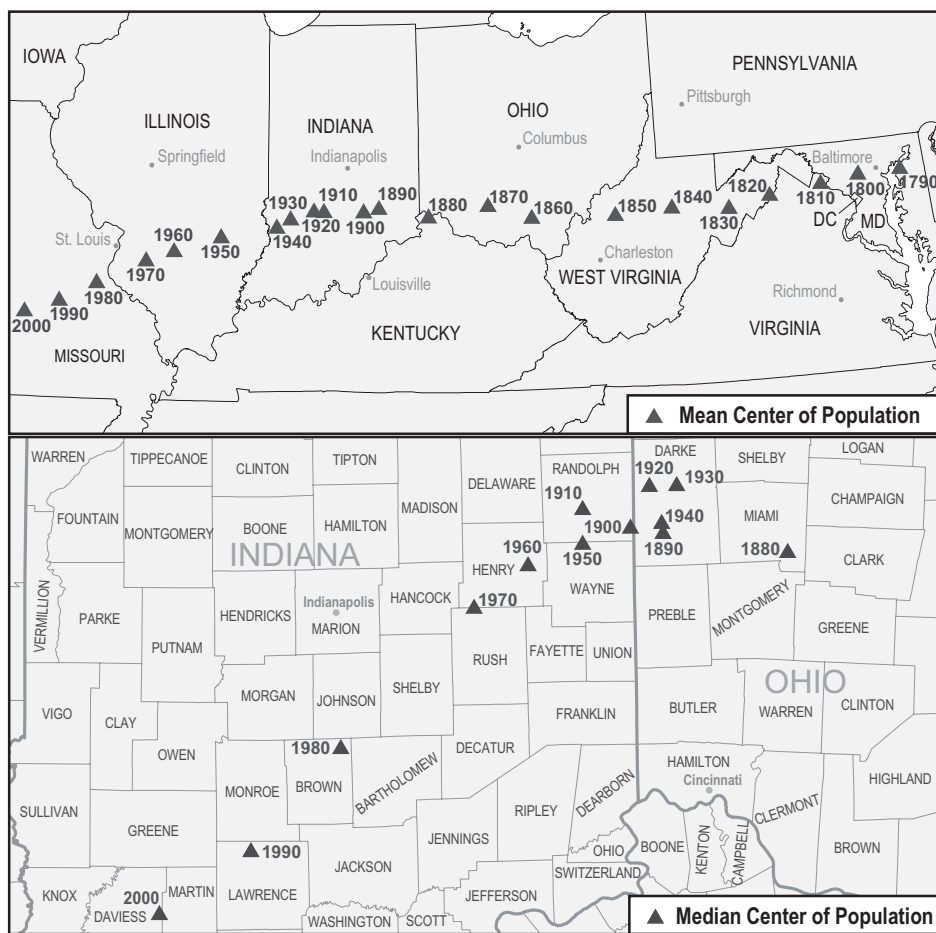 IOWA
PENNSYLVANIA
Pittsburgh
ILLINOIS
INDIANA
OHIO
Columbus
Springfield
Indianapolis
Baltimore
1930
1910
1890
1870
1880
1860
1850
1840
1820
1830
1810
1800
1790
1920
1900
1940
DC
MD
St. Louis
1960
1950
1970
1980
1990
2000
Charleston
WEST VIRGINIA
Louisville
Richmond
MISSOURI
KENTUCKY
VIRGINIA
Mean Center of Population
WARREN
TIPPECANOE
CLINTON
TIPTON
DELAWARE
RANDOLPH
DARKE
SHELBY
LOGAN
1920
1930
1910
FOUNTAIN
MONTGOMERY
BOONE
HAMILTON
MADISON
1900
1940
1890
MIAMI
CHAMPAIGN
1880
INDIANA
1960
1950
HENRY
CLARK
VERMILLION
PARKE
PUTNAM
HENDRICKS
Indianapolis
MARION
HANCOCK
1970
WAYNE
PREBLE
MONTGOMERY
GREENE
RUSH
FAYETTE
UNION
VIGO
CLAY
OWEN
MORGAN
JOHNSON
SHELBY
FRANKLIN
OHIO
BUTLER
WARREN
CLINTON
1980
DECATUR
SULLIVAN
GREENE
MONROE
BROWN
BARTHOLOMEW
DEARBORN
HAMILTON
Cincinnati
HIGHLAND
CLERMONT
RIPLEY
JENNINGS
1990
JACKSON
OHIO
BOONE
KENTON
CAMPBELL
BROWN
KNOX
DAVIESS
2000
MARTIN
LAWRENCE
SWITZERLAND
JEFFERSON
WASHINGTON
SCOTT
Median Center of Population